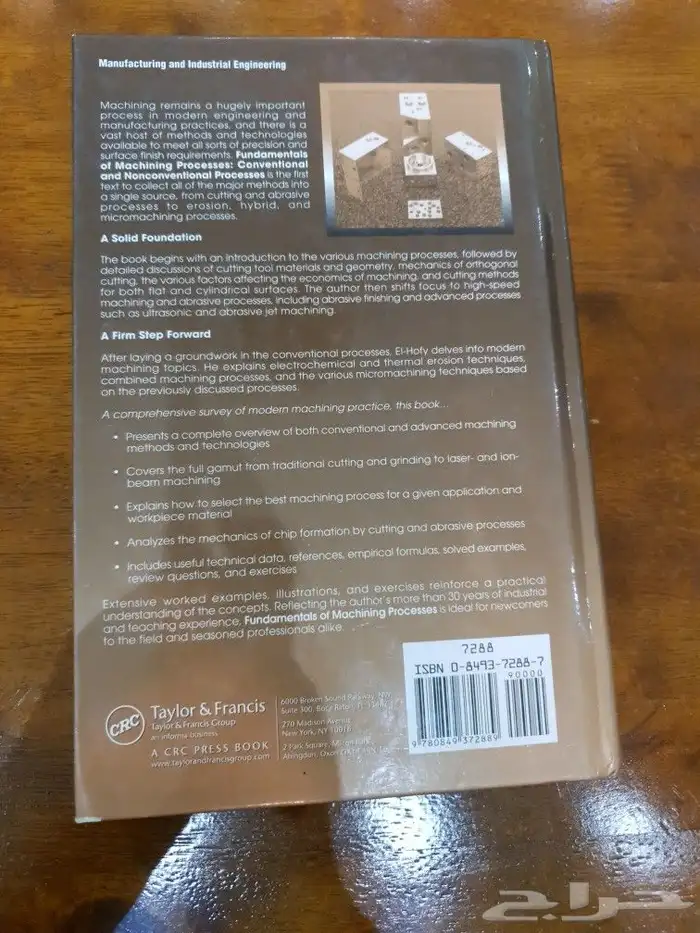 Manufacturing and Industrial Engineering
Machining remains a hugely important
process in modern engineering and
manufacturing practices, and there is a
vast host of methods and technologies
available to meet all sorts of precision and
surface finish requirements. Fundamentals
of Machining Processes: Conventional
and Nonconventional Processes is the first
text to collect all of the major methods into
a single source, from cutting and abrasive
processes to erosion, hybrid, and
micromachining processes.
A Solid Foundation
The book begins with an introduction to the various machining processes, followed by
detailed discussions of cutting tool materials and geometry, mechanics of orthogonal
cutting, the various factors affecting the economics of machining, and cutting methods
for both flat and cylindrical surfaces. The author then shifts focus to high-speed
machining and abrasive processes, including abrasive finishing and advanced processes
such as ultrasonic and abrasive jet machining.
A Firm Step Forward
After laying a groundwork in the conventional processes, El-Hofy delves into modern
machining topics. He explains electrochemical and thermal erosion techniques,
combined machining processes, and the various micromachining techniques based
on the previously discussed processes.
A comprehensive survey of modern machining practice, this book...
• Presents a complete overview of both conventional and advanced machining
methods and technologies
• Covers the full gamut from traditional cutting and grinding to laser- and ion-
beam machining
• Explains how to select the best machining process for a given application and
workpiece material
• Analyzes the mechanics of chip formation by cutting and abrasive processes
• Includes useful technical data, references, empirical formulas, solved examples,
review questions, and exercises
Extensive worked examples, illustrations, and exercises reinforce a practical
understanding of the concepts. Reflecting the author's more than 30 years of industrial
and teaching experience, Fundamentals of Machining Processes is ideal for newcomers
to the field and seasoned professionals alike.
7288
ISBN 0-8493-7288-7
90000
9 780849 372889
CRC
Taylor & Francis
Taylor & Francis Group
an informa business
A CRC PRESS BOOK
www.taylorandfrancisgroup.com
6000 Broken Sound Parkway, NW
Suite 300, Boca Raton, FL
270 Madison Avenue
New York, NY 10016
2 Park Square, Milton Park
Abingdon, Oxon
حراج